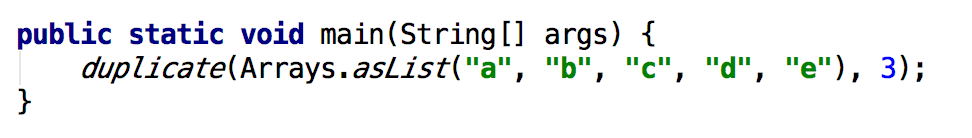 public static void main(String[] args) {
    duplicate(Arrays.asList("a", "b", "c", "d", "e"), 3);
}